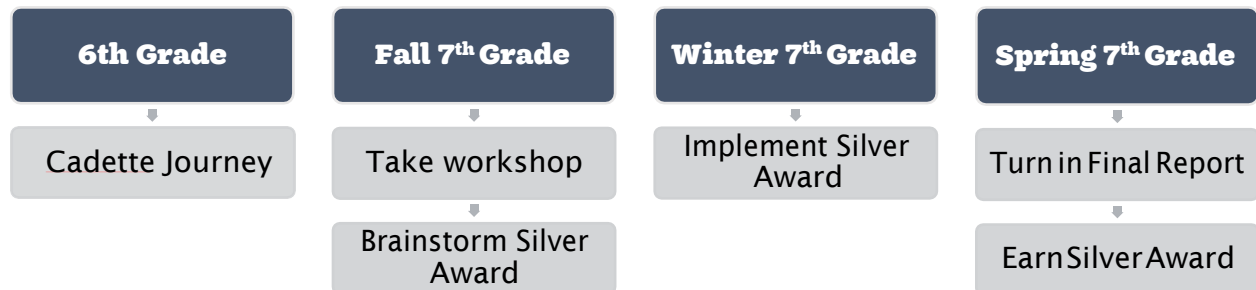 6th Grade
Cadette Journey
Fall 7th Grade
Take workshop
Brainstorm Silver
Award
Winter 7th Grade
Implement Silver
Award
Spring 7th Grade
Turn in Final Report
Earn Silver Award